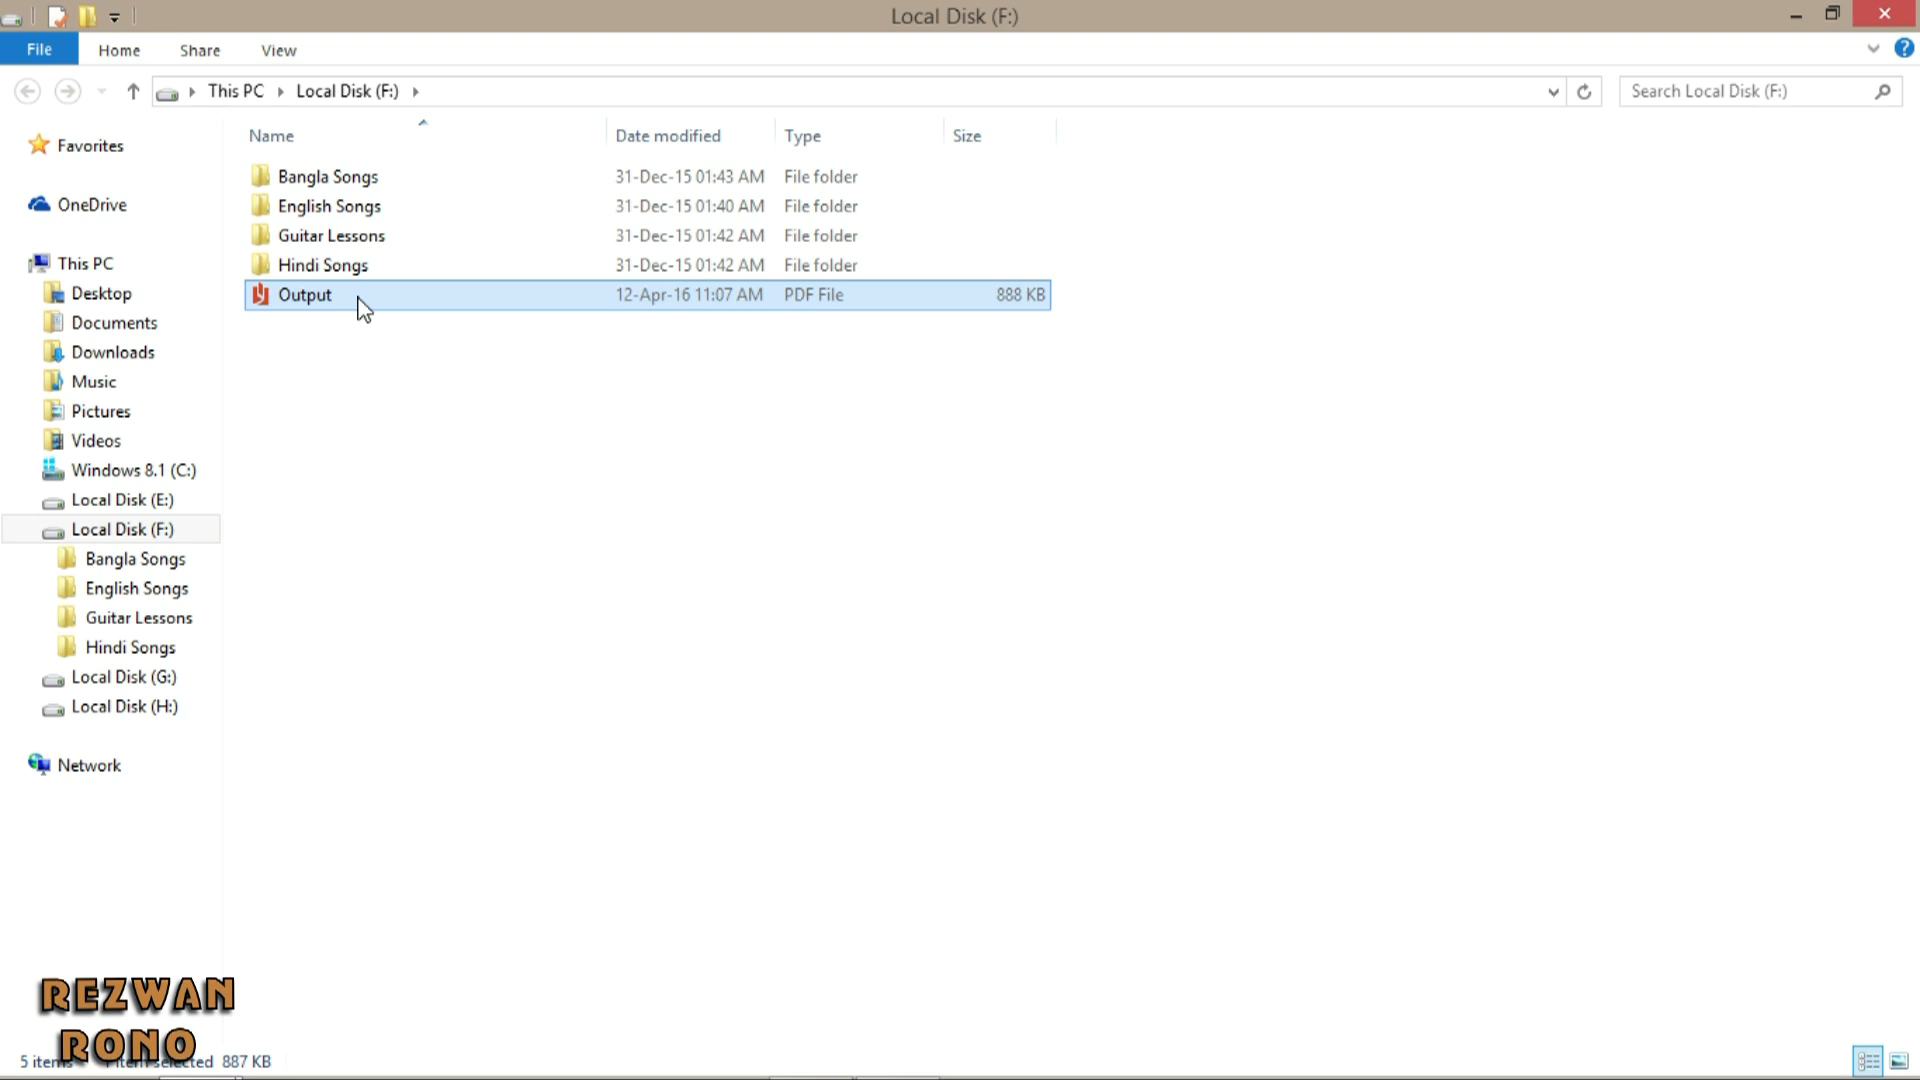 Local Disk (F:)
File Home Share View
This PC Local Disk (F:)
Search Local Disk (F:)
Name Date modified Type Size
Bangla Songs 31-Dec-15 01:43 AM File folder
English Songs 31-Dec-15 01:40 AM File folder
Guitar Lessons 31-Dec-15 01:42 AM File folder
Hindi Songs 31-Dec-15 01:42 AM File folder
Output 12-Apr-16 11:07 AM PDF File 888 KB
Favorites
OneDrive
This PC
Desktop
Documents
Downloads
Music
Pictures
Videos
Windows 8.1 (C:)
Local Disk (E:)
Local Disk (F:)
Bangla Songs
English Songs
Guitar Lessons
Hindi Songs
Local Disk (G:)
Local Disk (H:)
Network
REZWAN
RONO
5 items selected 887 KB